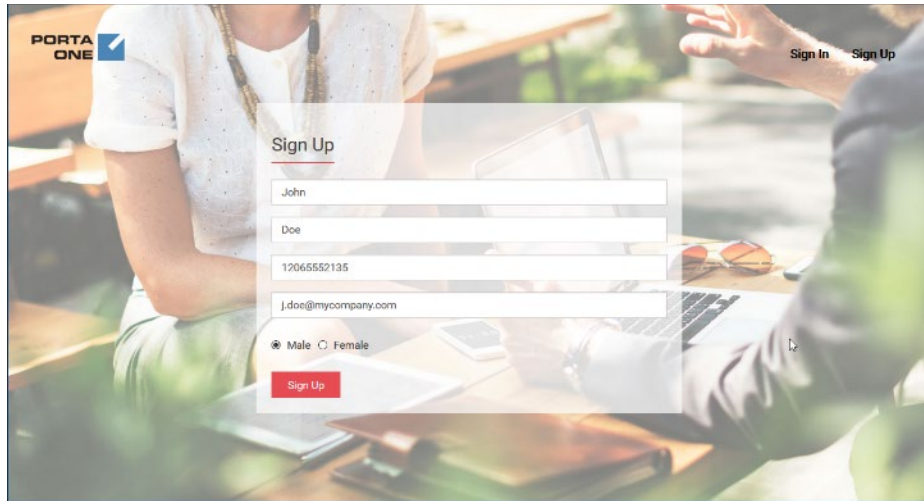 PORTA
ONE
Sign In Sign Up
Sign Up
John
Doe
12065552135
j.doe@mycompany.com
Male Female
Sign Up